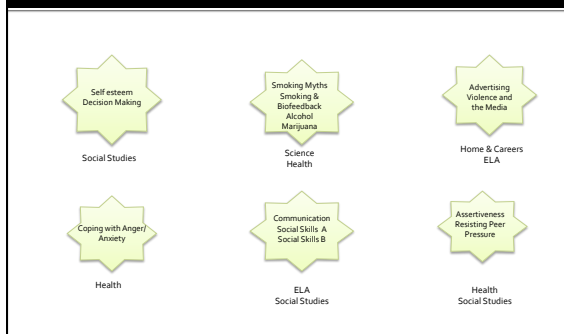 Self esteem
Decision Making
Social Studies
Smoking Myths
Smoking &
Biofeedback
Alcohol
Marijuana
Science
Health
Advertising
Violence and
the Media
Home & Careers
ELA
Coping with Anger/
Anxiety
Health
Communication
Social Skills A
Social Skills B
ELA
Social Studies
Assertiveness
Resisting Peer
Pressure
Health
Social Studies